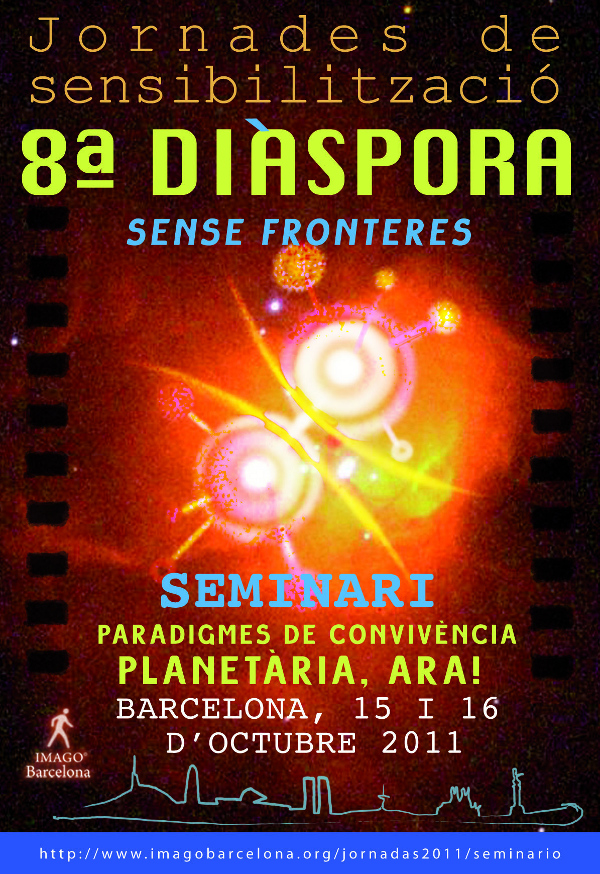 Jornades de
sensibilització
8ª DIÀSPORA
SENSE FRONTERES
SEMINARI
PARADIGMES DE CONVIVÈNCIA
PLANETÀRIA, ARA!
BARCELONA, 15 I 16
D'OCTUBRE 2011
IMAGO®
Barcelona
http://www.imagobarcelona.org/jornadas2011/seminario